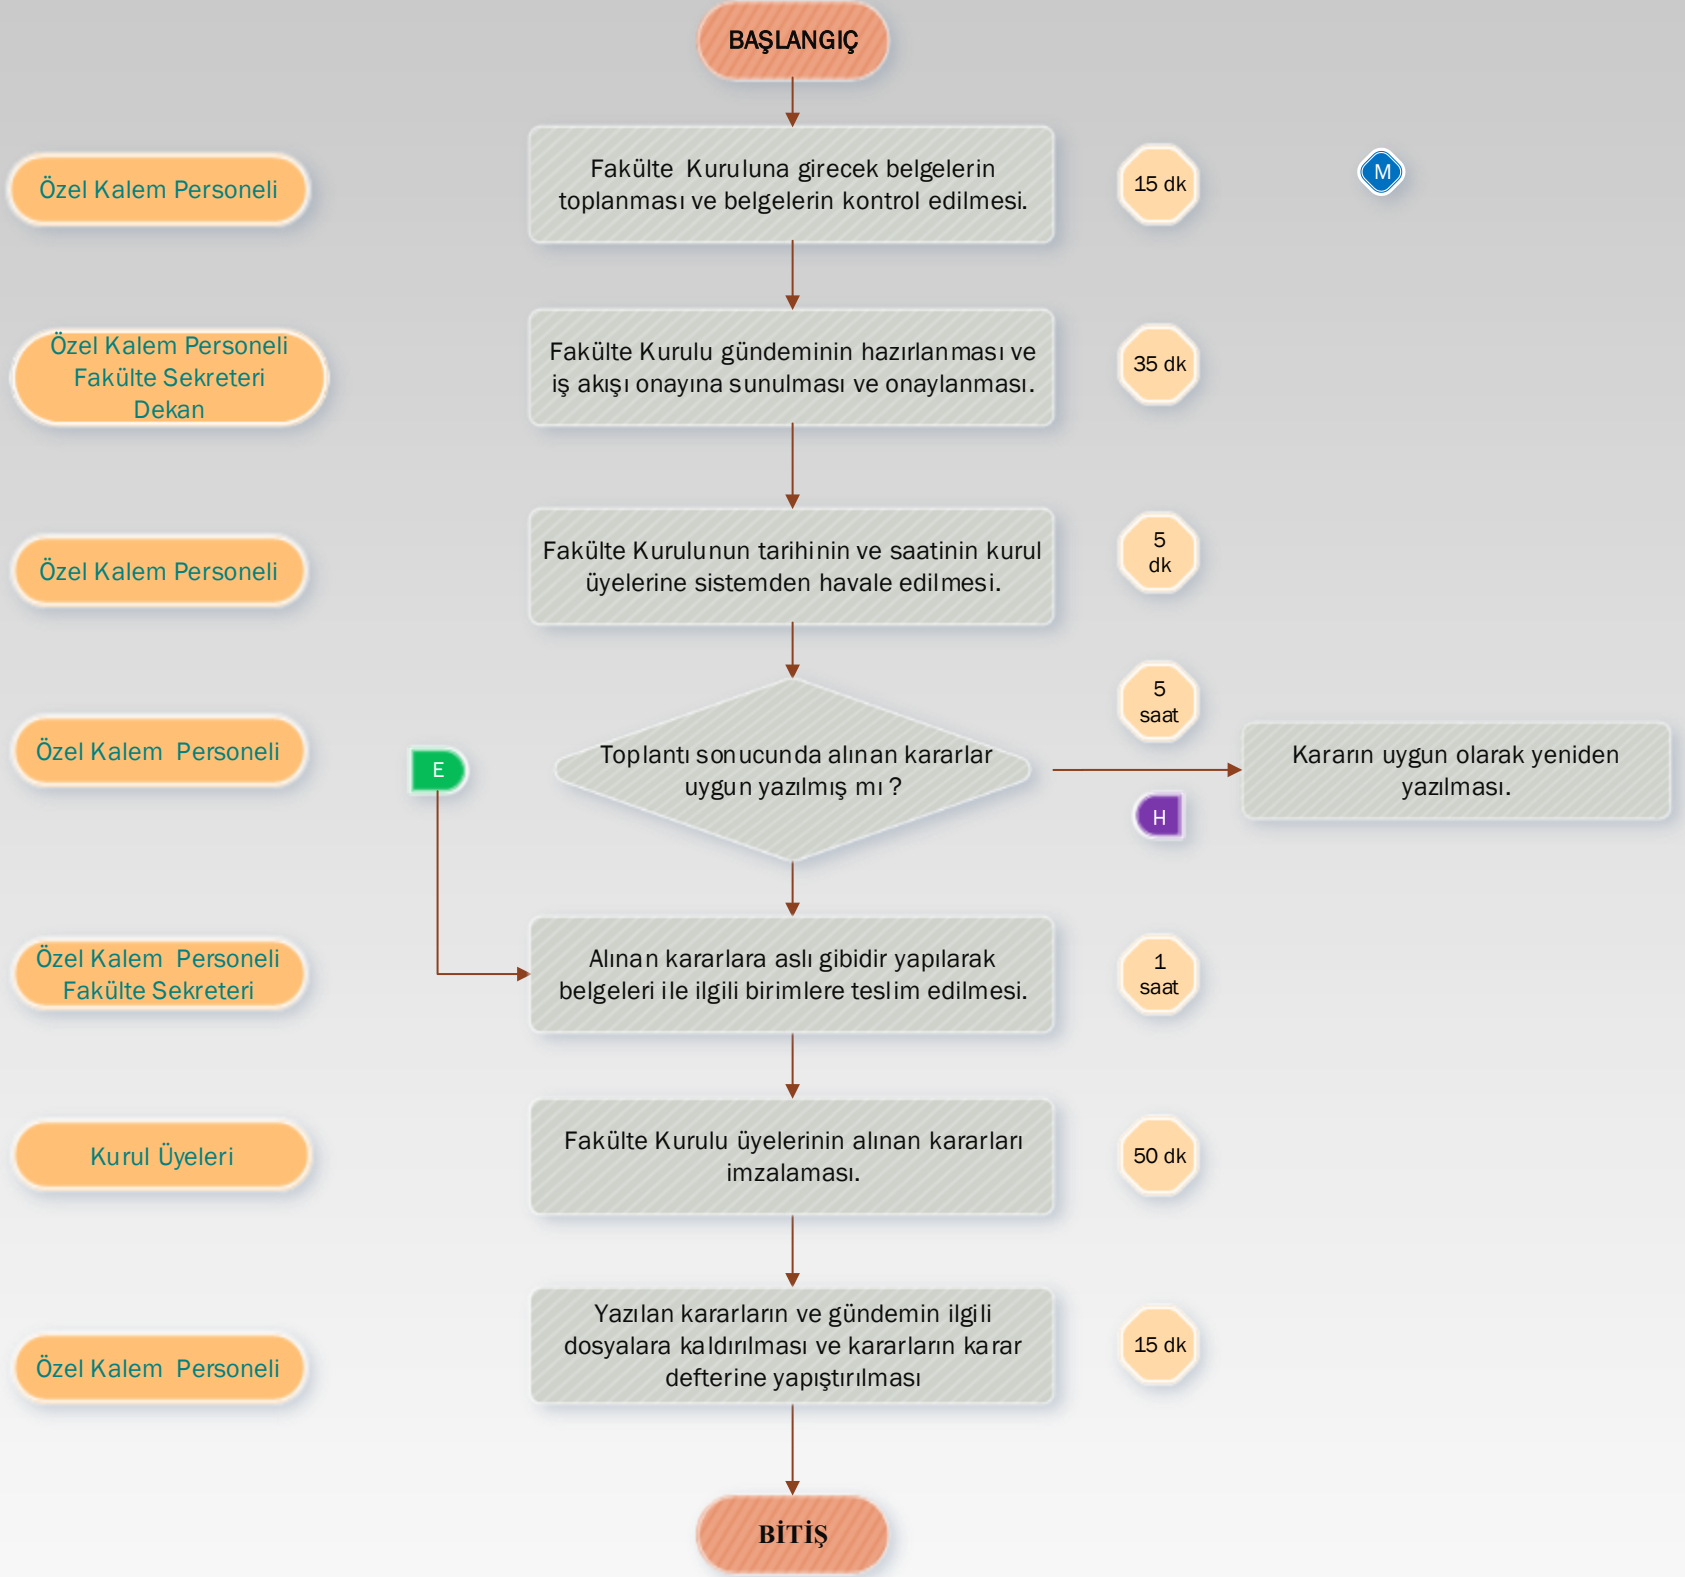 BAŞLANGIÇ
Özel Kalem Personeli
Fakülte Kuruluna girecek belgelerin
toplanması ve belgelerin kontrol edilmesi.
15 dk
M
Özel Kalem Personeli
Fakülte Sekreteri
Dekan
Fakülte Kurulu gündeminin hazırlanması ve
iş akışı onayına sunulması ve onaylanması.
35 dk
Özel Kalem Personeli
Fakülte Kurulunun tarihinin ve saatinin kurul
üyelerine sistemden havale edilmesi.
5
dk
Özel Kalem Personeli
E
Toplantı sonucunda alınan kararlar
uygun yazılmış mı ?
5
saat
H
Kararın uygun olarak yeniden
yazılması.
Özel Kalem Personeli
Fakülte Sekreteri
Alınan kararlara aslı gibidir yapılarak
belgeleri ile ilgili birimlere teslim edilmesi.
1
saat
Kurul Üyeleri
Fakülte Kurulu üyelerinin alınan kararları
imzalaması.
50 dk
Özel Kalem Personeli
Yazılan kararların ve gündemin ilgili
dosyalara kaldırılması ve kararların karar
defterine yapıştırılması
15 dk
BİTİŞ